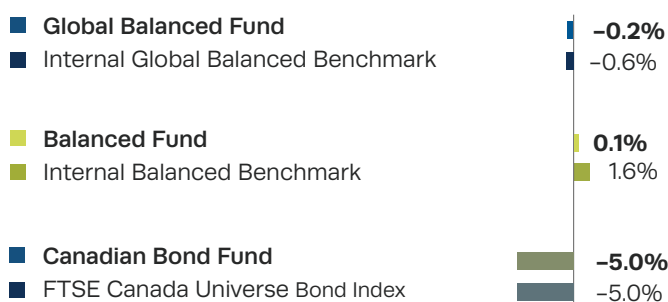 Global Balanced Fund –0.2%
Internal Global Balanced Benchmark –0.6%
Balanced Fund 0.1%
Internal Balanced Benchmark 1.6%
Canadian Bond Fund –5.0%
FTSE Canada Universe Bond Index –5.0%